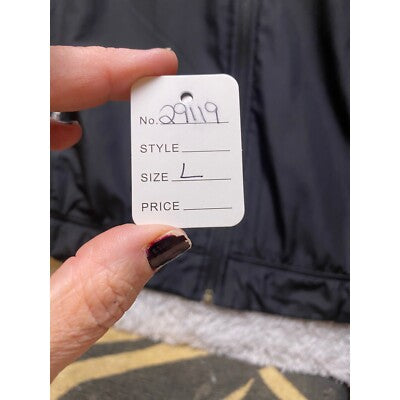 No. 29119
STYLE
SIZE L
PRICE